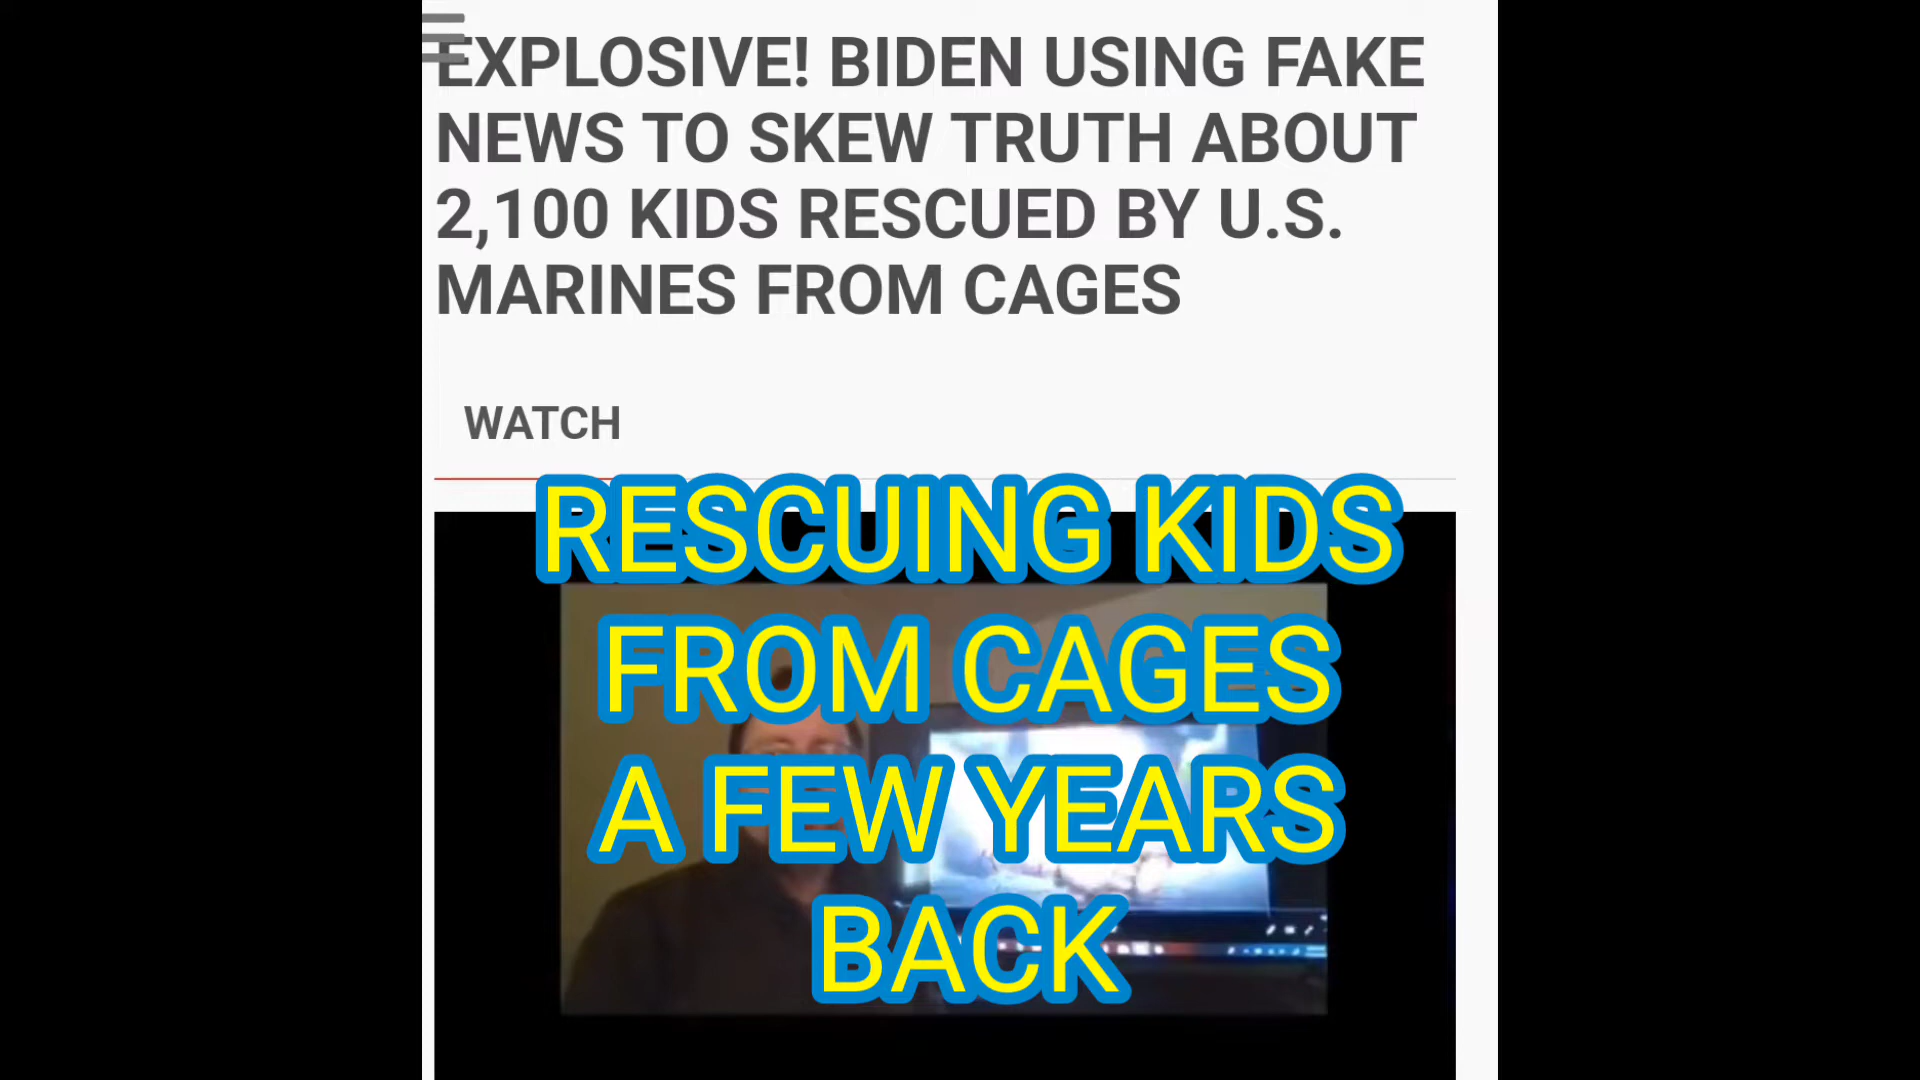 EXPLOSIVE! BIDEN USING FAKE
NEWS TO SKEW TRUTH ABOUT
2,100 KIDS RESCUED BY U.S.
MARINES FROM CAGES
WATCH
RESCUING KIDS
FROM CAGES
A FEW YEARS
BACK